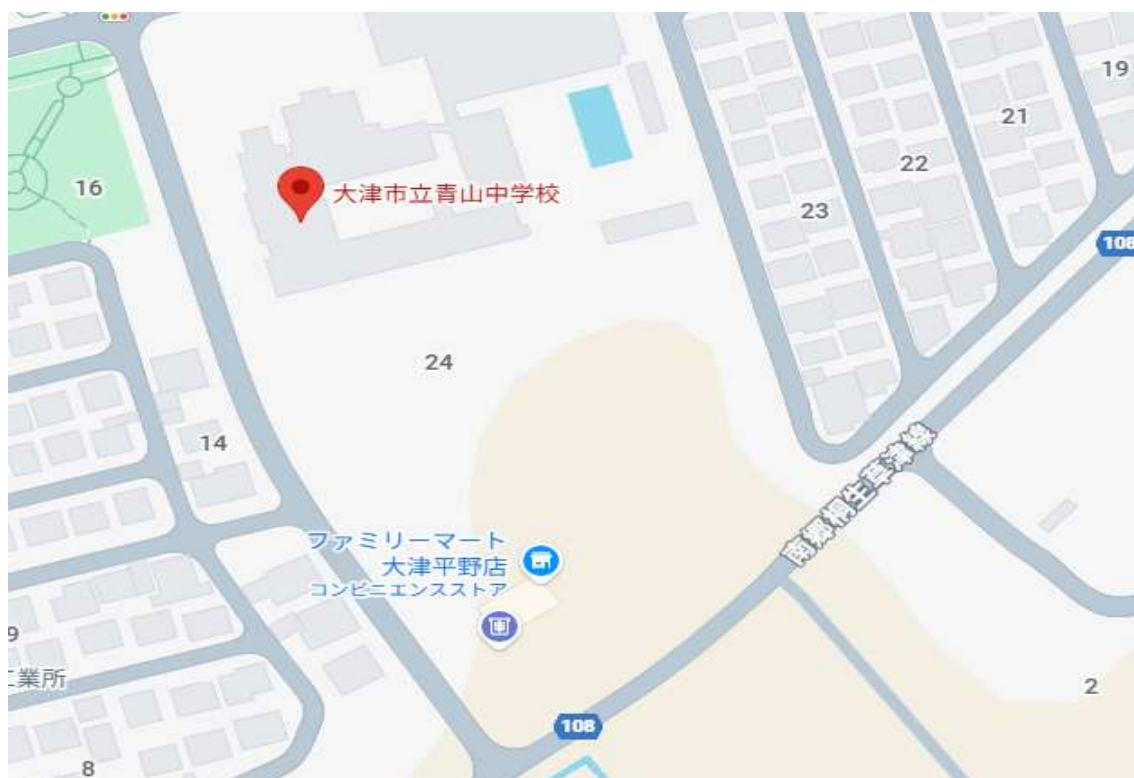 19
21
22
16
大津市立青山中学校
23
108
24
14
南郷桐生草津線
ファミリーマート
大津平野店
コンビニエンスストア
9
工業所
2
108
8